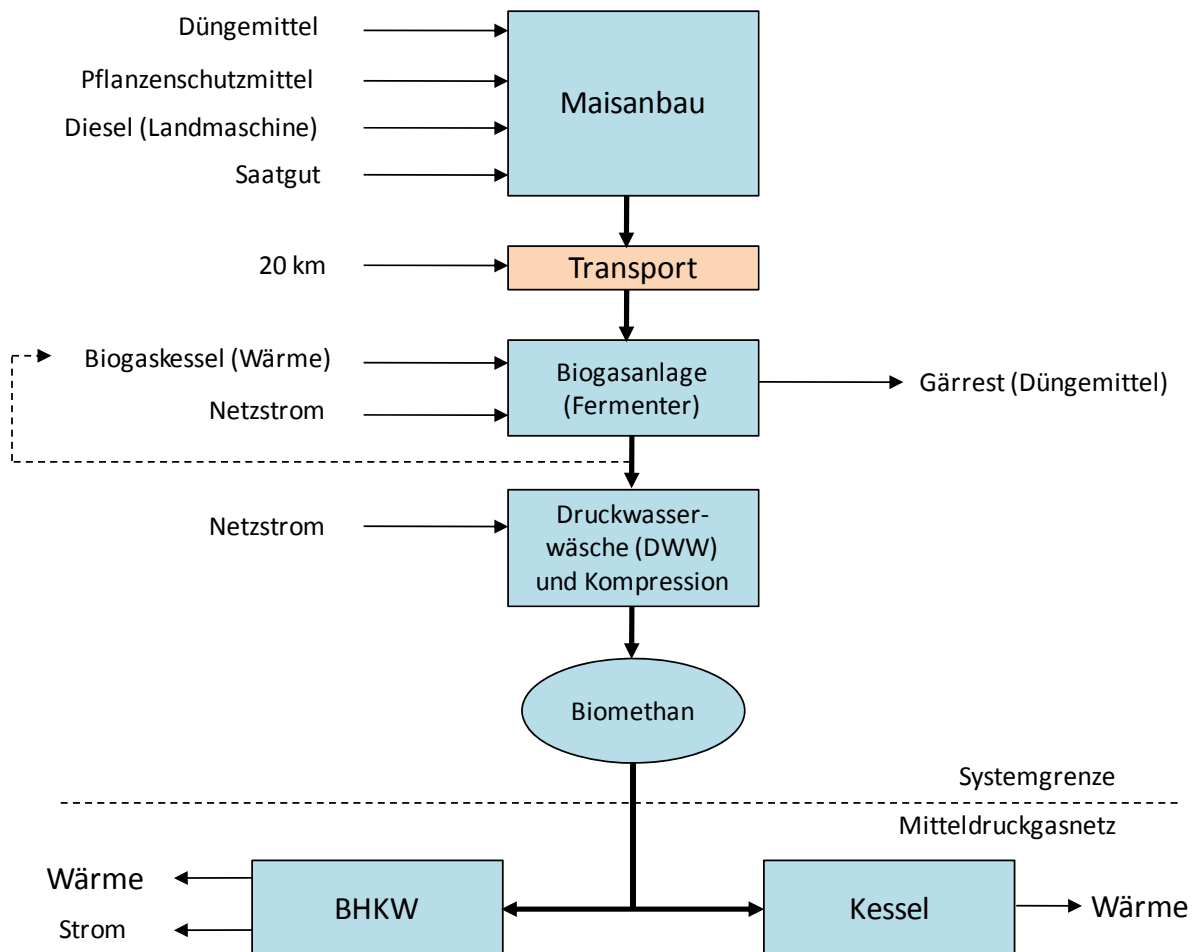 Düngemittel
Pflanzenschutzmittel
Diesel (Landmaschine)
Saatgut
Maisanbau
20 km
Transport
Biogaskessel (Wärme)
Netzstrom
Biogasanlage
(Fermenter)
Gärrest (Düngemittel)
Netzstrom
Druckwasser-
wäsche (DWW)
und Kompression
Biomethan
Systemgrenze
Mitteldruckgasnetz
Wärme
Strom
BHKW
Kessel
Wärme